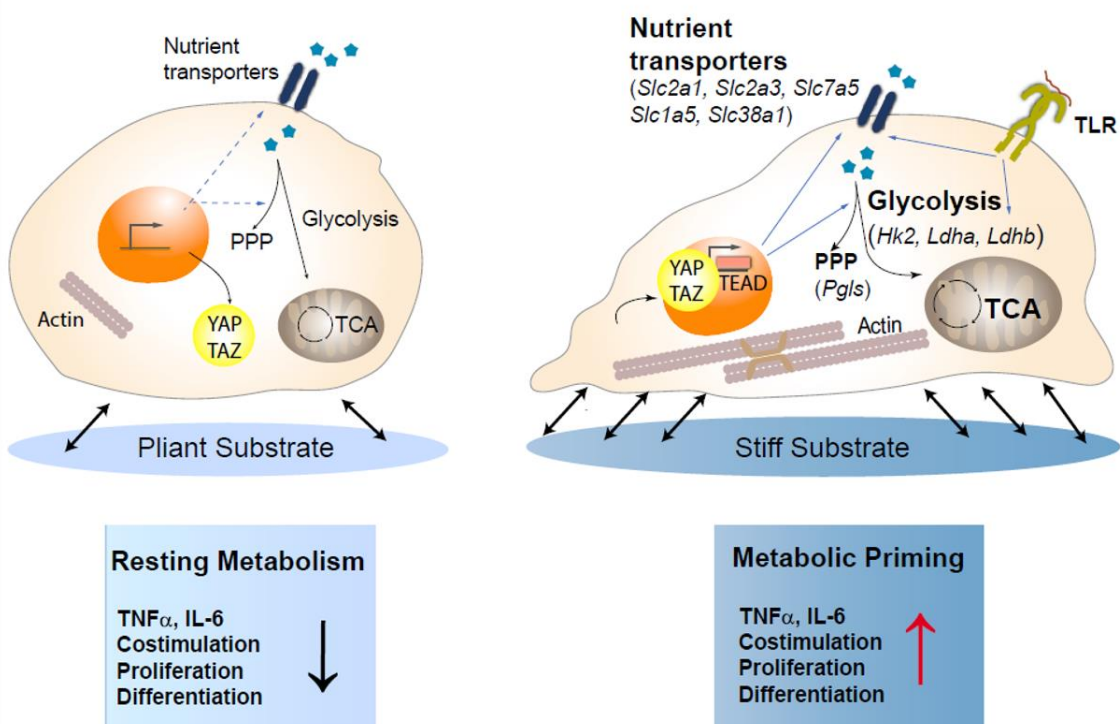 Nutrient
transporters
Glycolysis
PPP
Actin
YAP
TAZ
TCA
Pliant Substrate
Resting Metabolism
TNFα, IL-6
Costimulation
Proliferation
Differentiation
Nutrient
transporters
(Slc2a1, Slc2a3, Slc7a5
Slc1a5, Slc38a1)
TLR
Glycolysis
(Hk2, Ldha, Ldhb)
PPP
(Pgls)
YAP
TAZ
TEAD
TCA
Actin
Stiff Substrate
Metabolic Priming
TNFα, IL-6
Costimulation
Proliferation
Differentiation